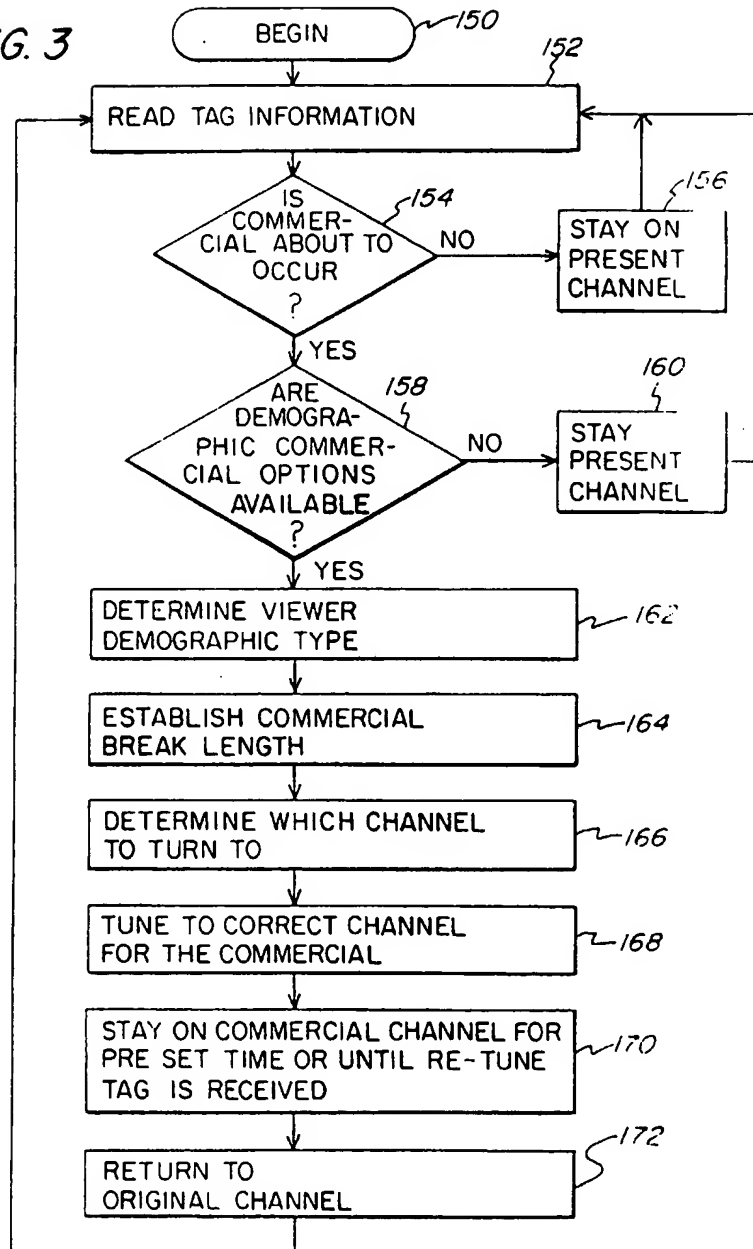 G. 3
BEGIN
150
152
READ TAG INFORMATION
IS
COMMER-
CIAL ABOUT TO
OCCUR
?
154
NO
156
STAY ON
PRESENT
CHANNEL
YES
ARE
DEMOGRA-
PHIC COMMER-
CIAL OPTIONS
AVAILABLE
?
158
NO
160
STAY
PRESENT
CHANNEL
YES
DETERMINE VIEWER
DEMOGRAPHIC TYPE
162
ESTABLISH COMMERCIAL
BREAK LENGTH
164
DETERMINE WHICH CHANNEL
TO TURN TO
166
TUNE TO CORRECT CHANNEL
FOR THE COMMERCIAL
168
STAY ON COMMERCIAL CHANNEL FOR
PRE SET TIME OR UNTIL RE-TUNE
TAG IS RECEIVED
170
RETURN TO
ORIGINAL CHANNEL
172